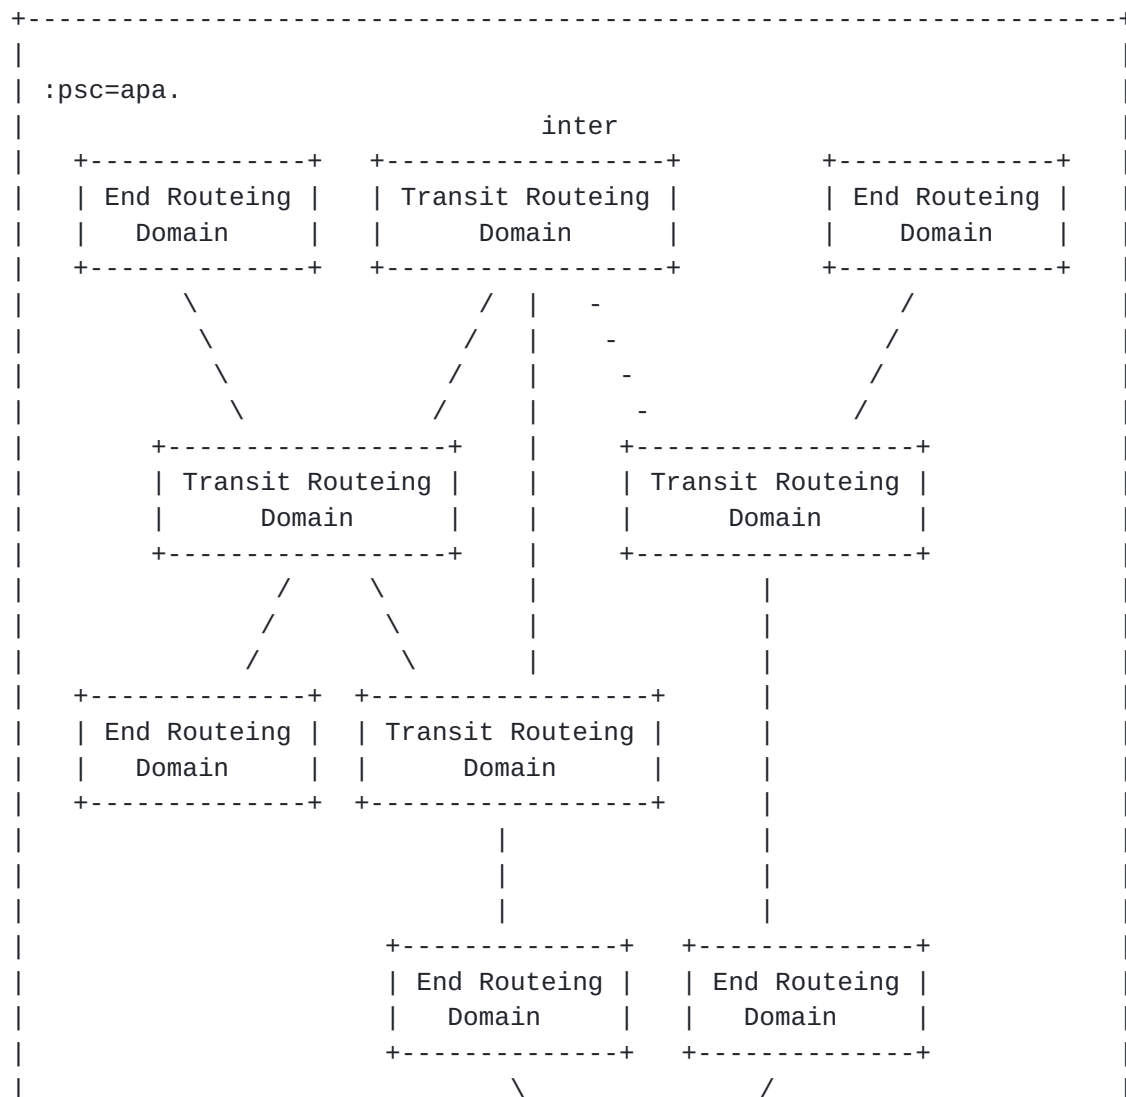 :psc=apa.
inter
End Routeing Transit Routeing End Routeing
Domain Domain Domain
Transit Routeing Transit Routeing
Domain Domain
End Routeing Transit Routeing
Domain Domain
End Routeing End Routeing
Domain Domain